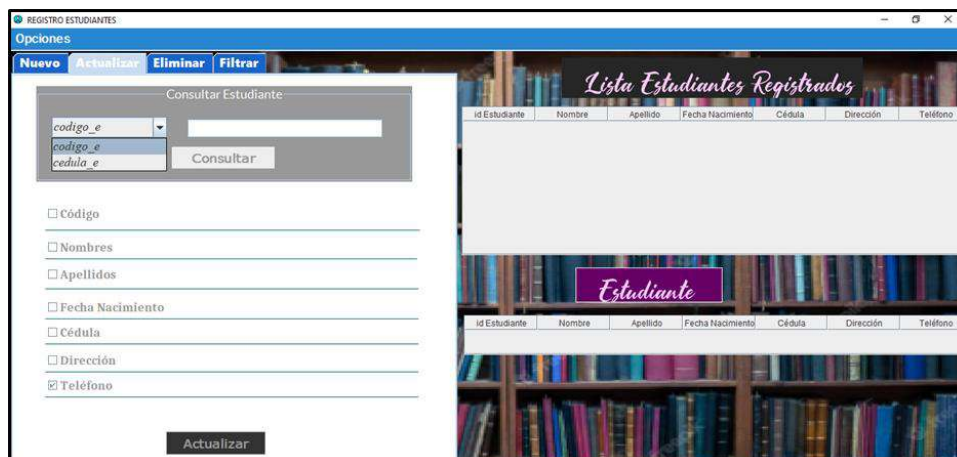 REGISTRO ESTUDIANTES
Opciones
Nuevo Actualizar Eliminar Filtrar
Consultar Estudiante
codigo_e
codigo_e
cedula_e
Consultar
Código
Nombres
Apellidos
Fecha Nacimiento
Cédula
Dirección
Teléfono
Actualizar
Lista Estudiantes Registrados
id Estudiante Nombre Apellido Fecha Nacimiento Cédula Dirección Teléfono
Estudiante
id Estudiante Nombre Apellido Fecha Nacimiento Cédula Dirección Teléfono